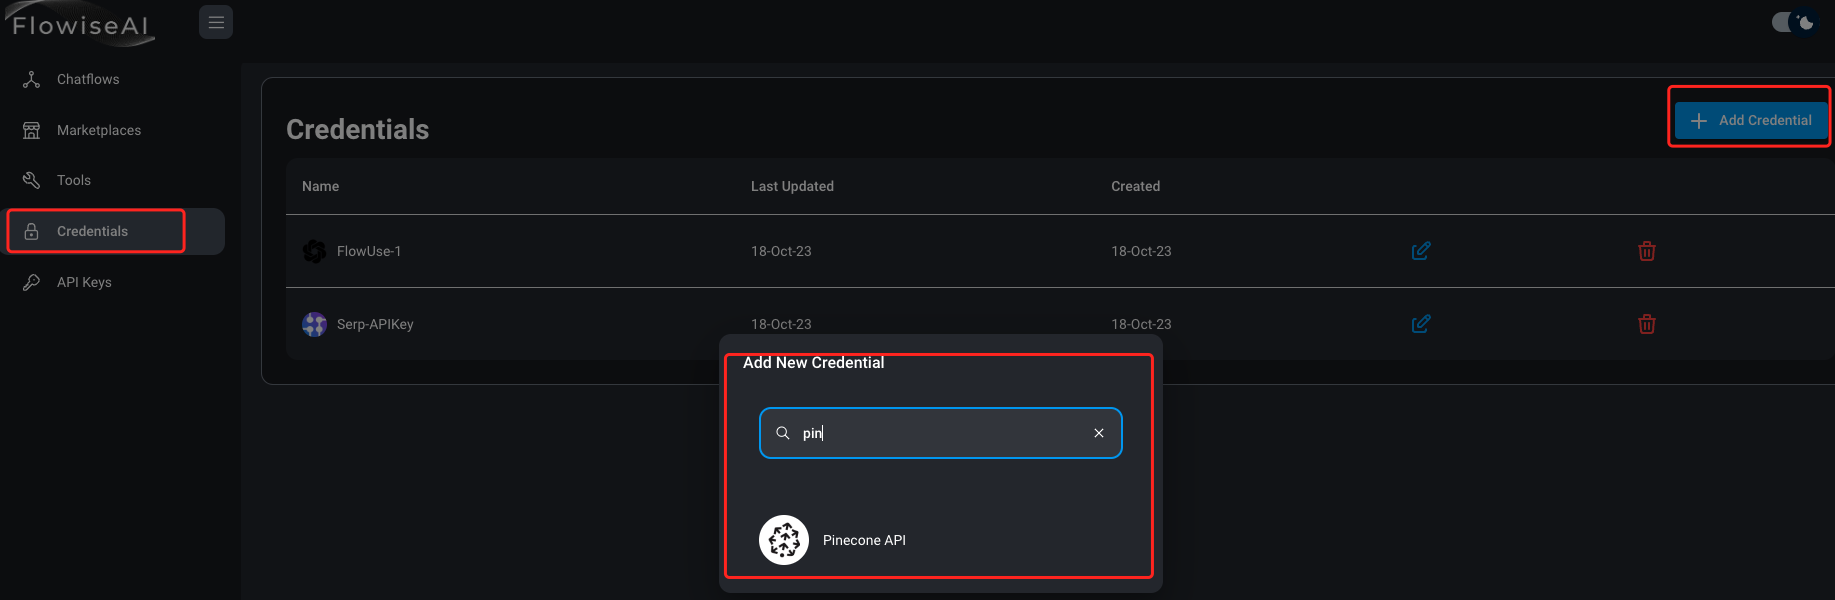 FlowiseAI
Chatflows
Marketplaces
Tools
Credentials
API Keys
Credentials
Add Credential
Name Last Updated Created
FlowUse-1 18-Oct-23 18-Oct-23
Serp-APIKey 18-Oct-23 18-Oct-23
Add New Credential
pin
Pinecone API